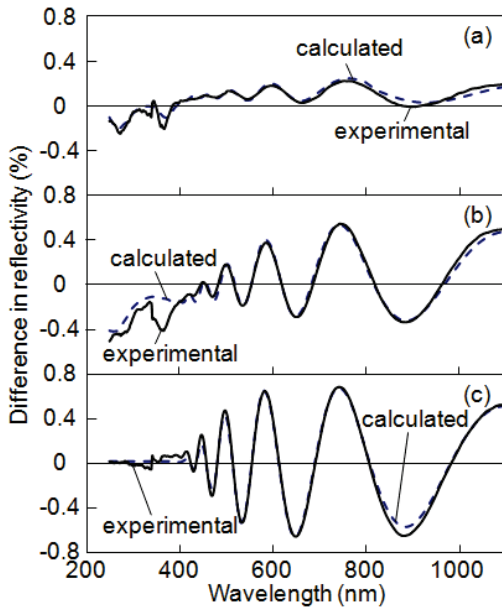 0.8
(a)
calculated
0.4
0
experimental
-0.4
0.8
(b)
0.4
calculated
0
-0.4
experimental
0.8
(c)
0.4
calculated
0
experimental
-0.4
-0.8
200 400 600 800 1000
Wavelength (nm)
Difference in reflectivity (%)